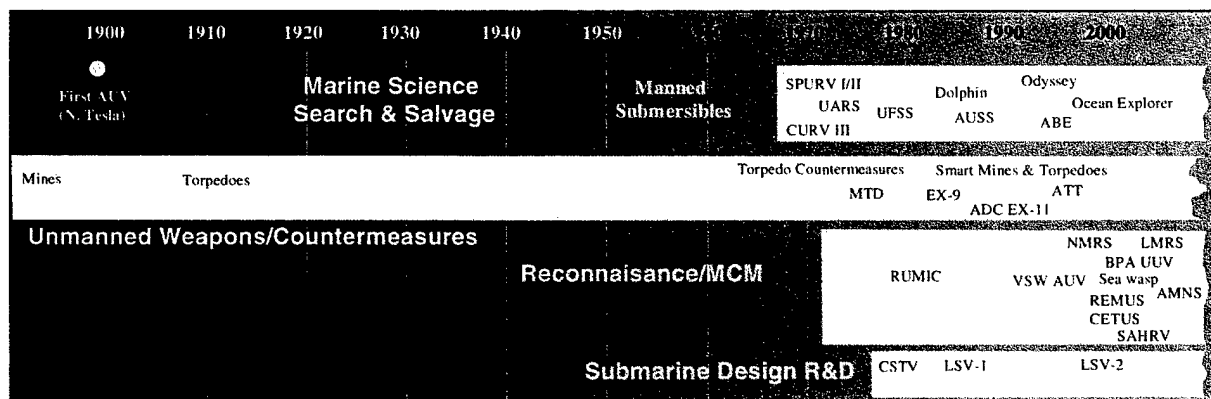 1900 1910 1920 1930 1940 1950 1970 1980 1990 2000
First AUV
(N. Tesla)
Marine Science
Search & Salvage
Manned
Submersibles
SPURV I/II
UARS
CURV III
UFSS
Dolphin
AUSS
Odyssey
Ocean Explorer
ABE
Mines
Torpedoes
Torpedo Countermeasures
MTD
Smart Mines & Torpedoes
EX-9
ATT
ADC EX-11
Unmanned Weapons/Countermeasures
Reconnaisance/MCM
RUMIC
NMRS
LMRS
BPA UUV
VSW AUV
Sea wasp
AMNS
REMUS
CETUS
SAHRV
Submarine Design R&D
CSTV
LSV-1
LSV-2